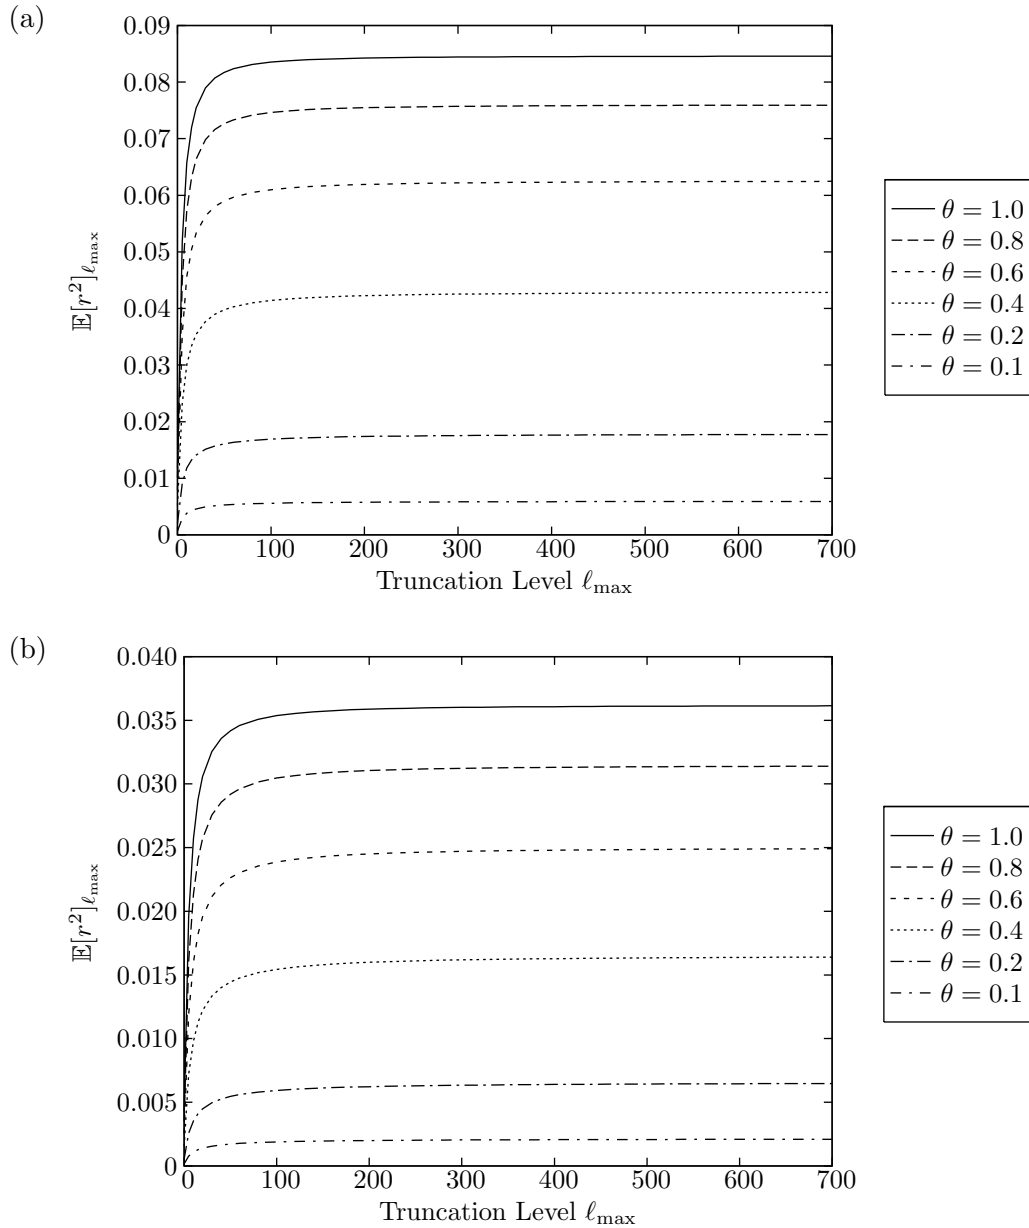 (a)
0.09
0.08
0.07
0.06
0.05
0.04
0.03
0.02
0.01
0
𝔼[r²]ℓmax
0 100 200 300 400 500 600 700
Truncation Level ℓmax
θ = 1.0
θ = 0.8
θ = 0.6
θ = 0.4
θ = 0.2
θ = 0.1
(b)
0.040
0.035
0.030
0.025
0.020
0.015
0.010
0.005
0
𝔼[r²]ℓmax
0 100 200 300 400 500 600 700
Truncation Level ℓmax
θ = 1.0
θ = 0.8
θ = 0.6
θ = 0.4
θ = 0.2
θ = 0.1